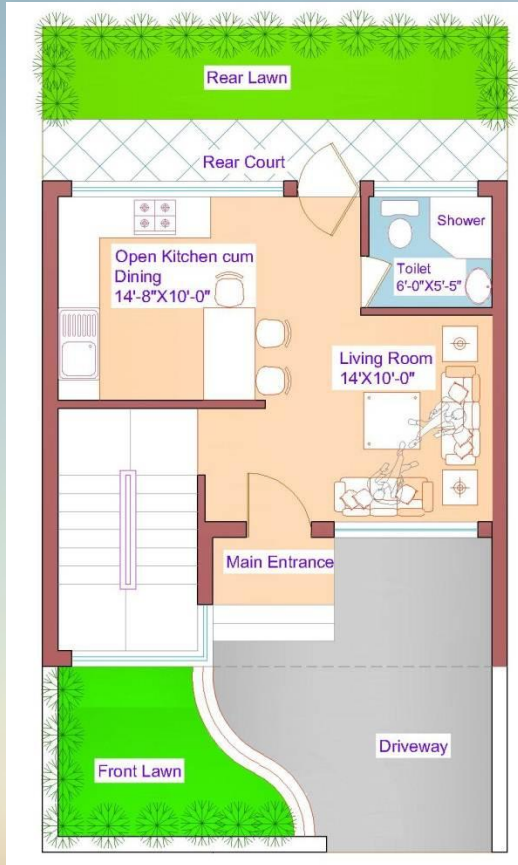 Rear Lawn
Rear Court
Shower
Open Kitchen cum
Dining
14'-8"X10'-0"
Toilet
6'-0"X5'-5"
Living Room
14'X10'-0"
Main Entrance
Driveway
Front Lawn